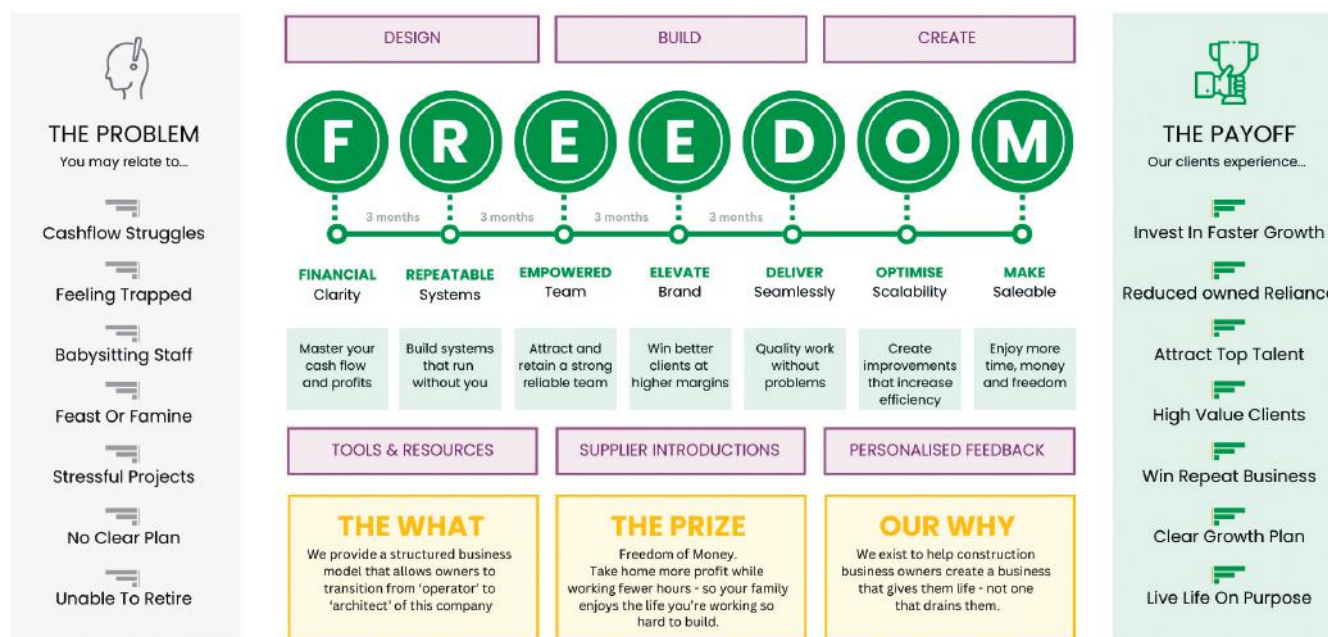 THE PROBLEM
You may relate to...
Cashflow Struggles
Feeling Trapped
Babysitting Staff
Feast Or Famine
Stressful Projects
No Clear Plan
Unable To Retire
DESIGN
BUILD
CREATE
F R E E D O M
3 months 3 months 3 months 3 months
FINANCIAL
Clarity
REPEATABLE
Systems
EMPOWERED
Team
ELEVATE
Brand
DELIVER
Seamlessly
OPTIMISE
Scalability
MAKE
Saleable
Master your
cash flow
and profits
Build systems
that run
without you
Attract and
retain a strong
reliable team
Win better
clients at
higher margins
Quality work
without
problems
Create
improvements
that increase
efficiency
Enjoy more
time, money
and freedom
TOOLS & RESOURCES
SUPPLIER INTRODUCTIONS
PERSONALISED FEEDBACK
THE WHAT
We provide a structured business
model that allows owners to
transition from ‘operator’ to
‘architect’ of this company
THE PRIZE
Freedom of Money.
Take home more profit while
working fewer hours - so your family
enjoys the life you're working so
hard to build.
OUR WHY
We exist to help construction
business owners create a business
that gives them life - not one
that drains them.
THE PAYOFF
Our clients experience...
Invest In Faster Growth
Reduced owned Reliance
Attract Top Talent
High Value Clients
Win Repeat Business
Clear Growth Plan
Live Life On Purpose